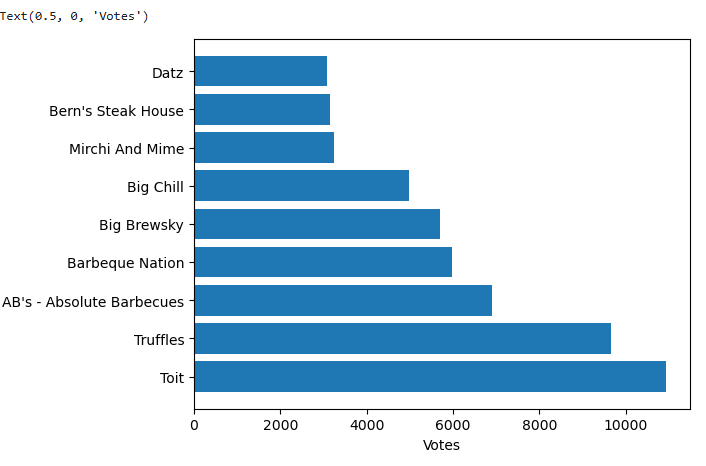 Text(0.5, 0, 'Votes')
Datz
Bern's Steak House
Mirchi And Mime
Big Chill
Big Brewsky
Barbeque Nation
AB's - Absolute Barbecues
Truffles
Toit
0 2000 4000 6000 8000 10000
Votes